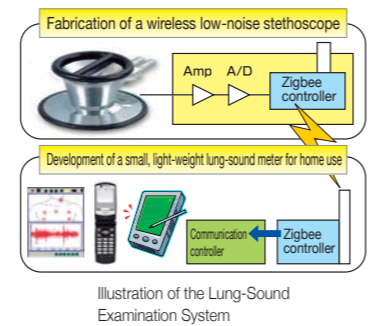 Fabrication of a wireless low-noise stethoscope
Amp A/D
Zigbee
controller
Development of a small, light-weight lung-sound meter for home use
Communication
controller
Zigbee
controller
Illustration of the Lung-Sound
Examination System